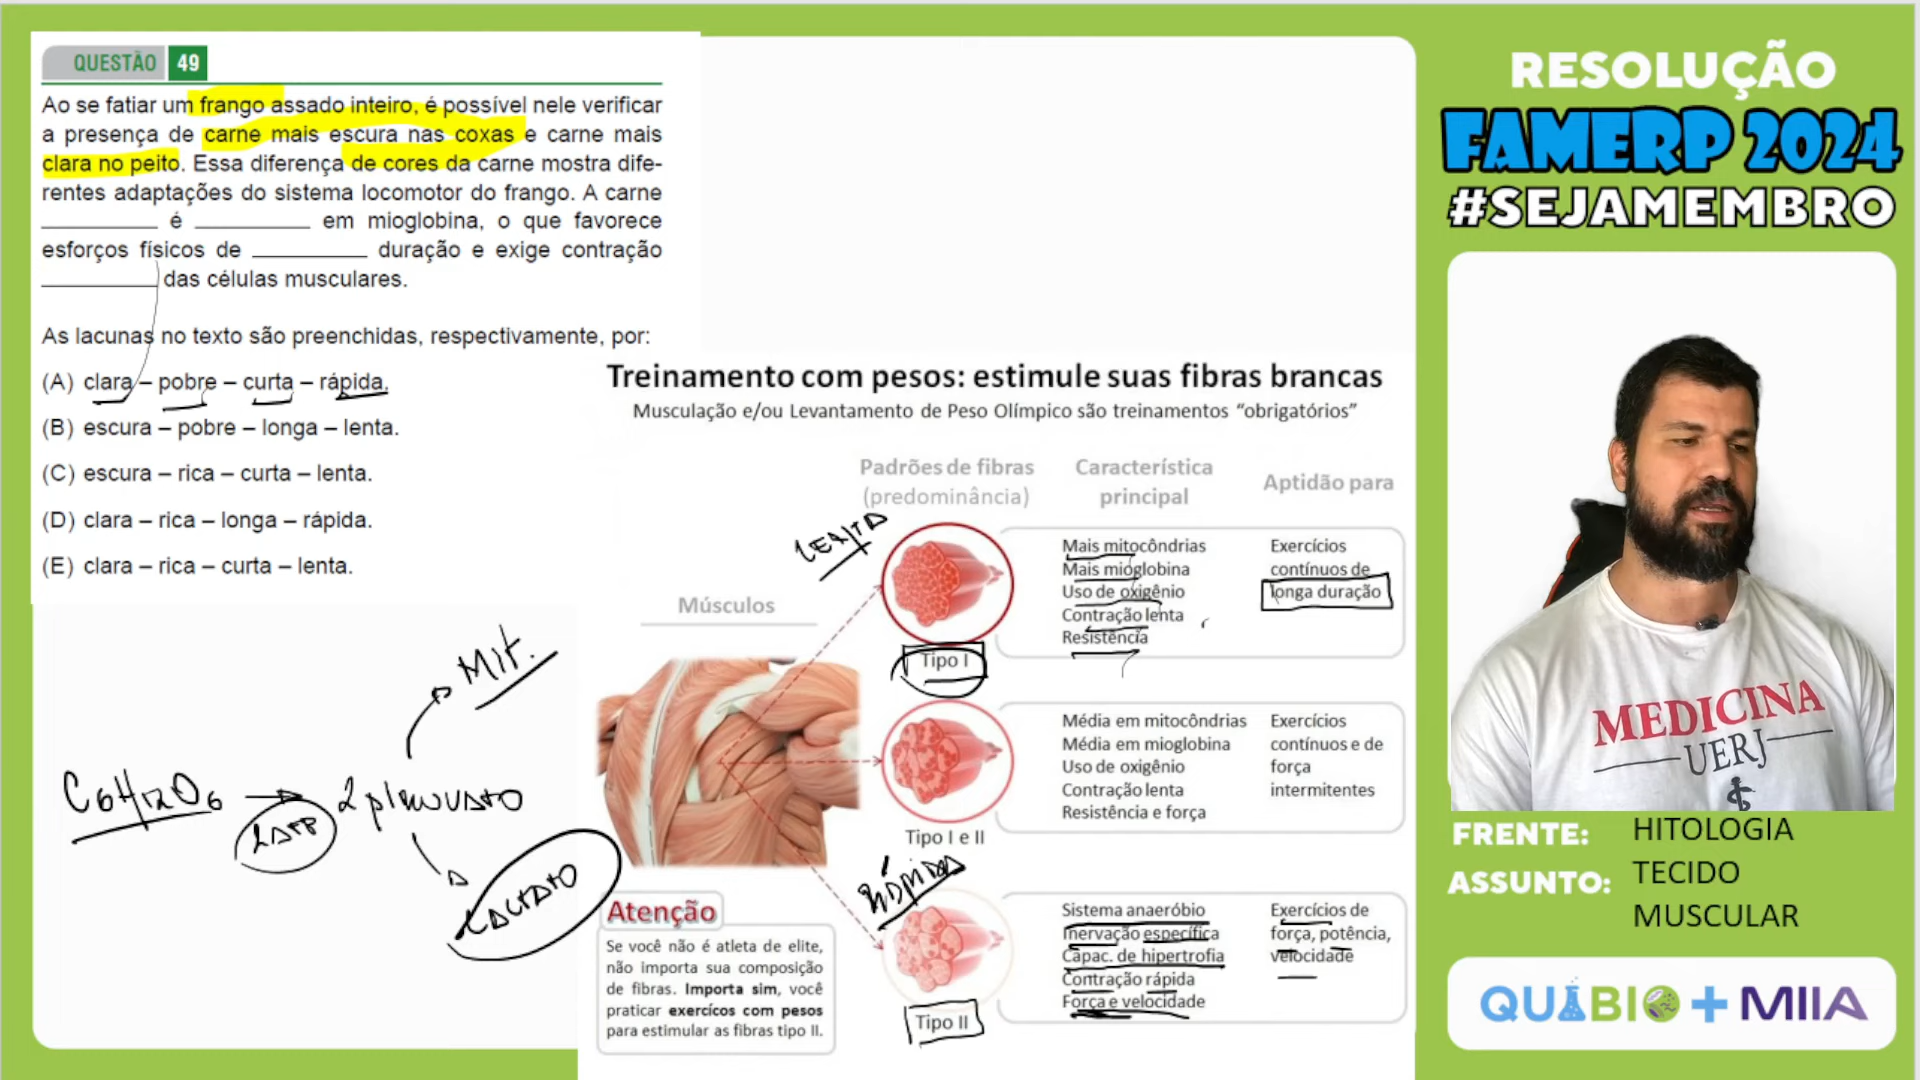 QUESTÃO 49
Ao se fatiar um frango assado inteiro, é possível nele verificar
a presença de carne mais escura nas coxas e carne mais
clara no peito. Essa diferença de cores da carne mostra dife-
rentes adaptações do sistema locomotor do frango. A carne
__________ é __________ em mioglobina, o que favorece
esforços físicos de __________ duração e exige contração
__________ das células musculares.
As lacunas no texto são preenchidas, respectivamente, por:
(A) clara – pobre – curta – rápida.
(B) escura – pobre – longa – lenta.
(C) escura – rica – curta – lenta.
(D) clara – rica – longa – rápida.
(E) clara – rica – curta – lenta.
Mit.
C6H12O6 → 2 piruvato
2ATP
Lactato
Treinamento com pesos: estimule suas fibras brancas
Musculação e/ou Levantamento de Peso Olímpico são treinamentos “obrigatórios”
Padrões de fibras
(predominância)
Característica
principal
Aptidão para
Músculos
Lenta
Tipo I
Mais mitocôndrias
Mais mioglobina
Uso de oxigênio
Contração lenta
Resistência
Exercícios
contínuos de
longa duração
Tipo I e II
Média em mitocôndrias
Média em mioglobina
Uso de oxigênio
Contração lenta
Resistência e força
Exercícios
contínuos e de
força
intermitentes
Rápida
Tipo II
Sistema anaeróbio
Inervação específica
Capac. de hipertrofia
Contração rápida
Força e velocidade
Exercícios de
força, potência,
velocidade
Atenção
Se você não é atleta de elite,
não importa sua composição
de fibras. Importa sim, você
praticar exercícos com pesos
para estimular as fibras tipo II.
RESOLUÇÃO
FAMERP 2024
#SEJAMEMBRO
MEDICINA
UERJ
FRENTE: HITOLOGIA
ASSUNTO: TECIDO
MUSCULAR
QUIBIO + MIIA